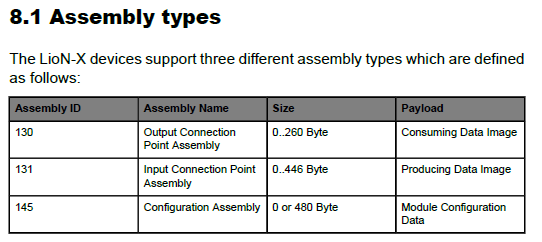 8.1 Assembly types
The LioN-X devices support three different assembly types which are defined
as follows:
Assembly ID Assembly Name Size Payload
130 Output Connection Point Assembly 0..260 Byte Consuming Data Image
131 Input Connection Point Assembly 0..446 Byte Producing Data Image
145 Configuration Assembly 0 or 480 Byte Module Configuration Data